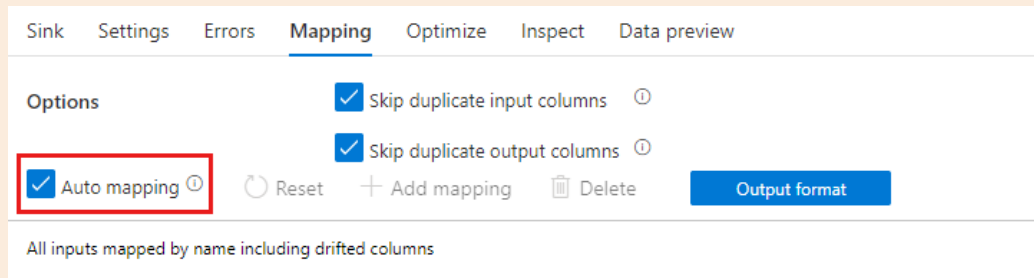 Sink Settings Errors Mapping Optimize Inspect Data preview
Options Skip duplicate input columns
Skip duplicate output columns
Auto mapping Reset Add mapping Delete Output format
All inputs mapped by name including drifted columns